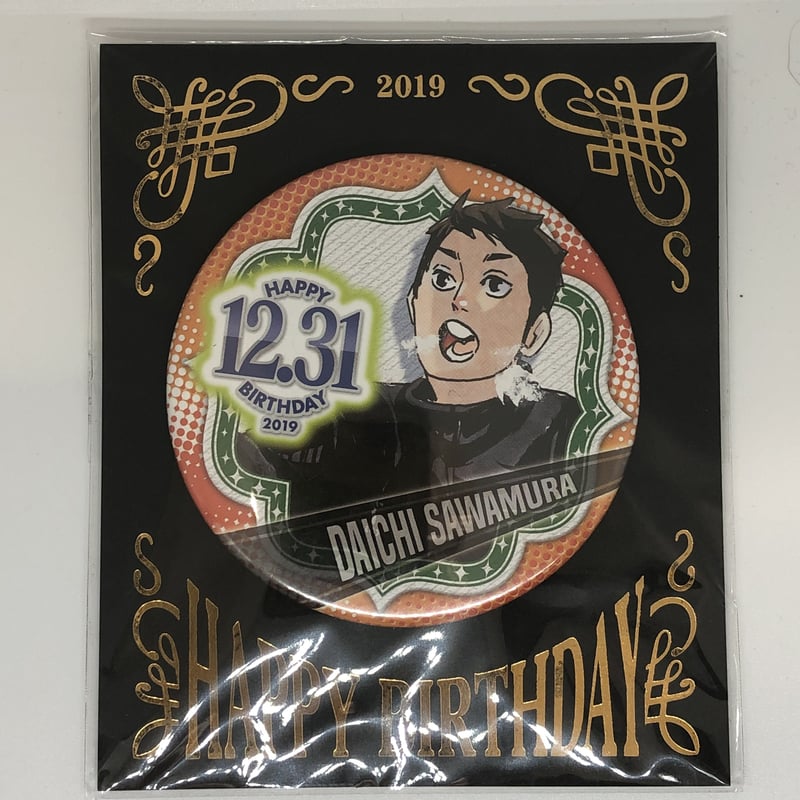 2019
HAPPY
12.31
BIRTHDAY
2019
DAICHI SAWAMURA
HAPPY BIRTHDAY